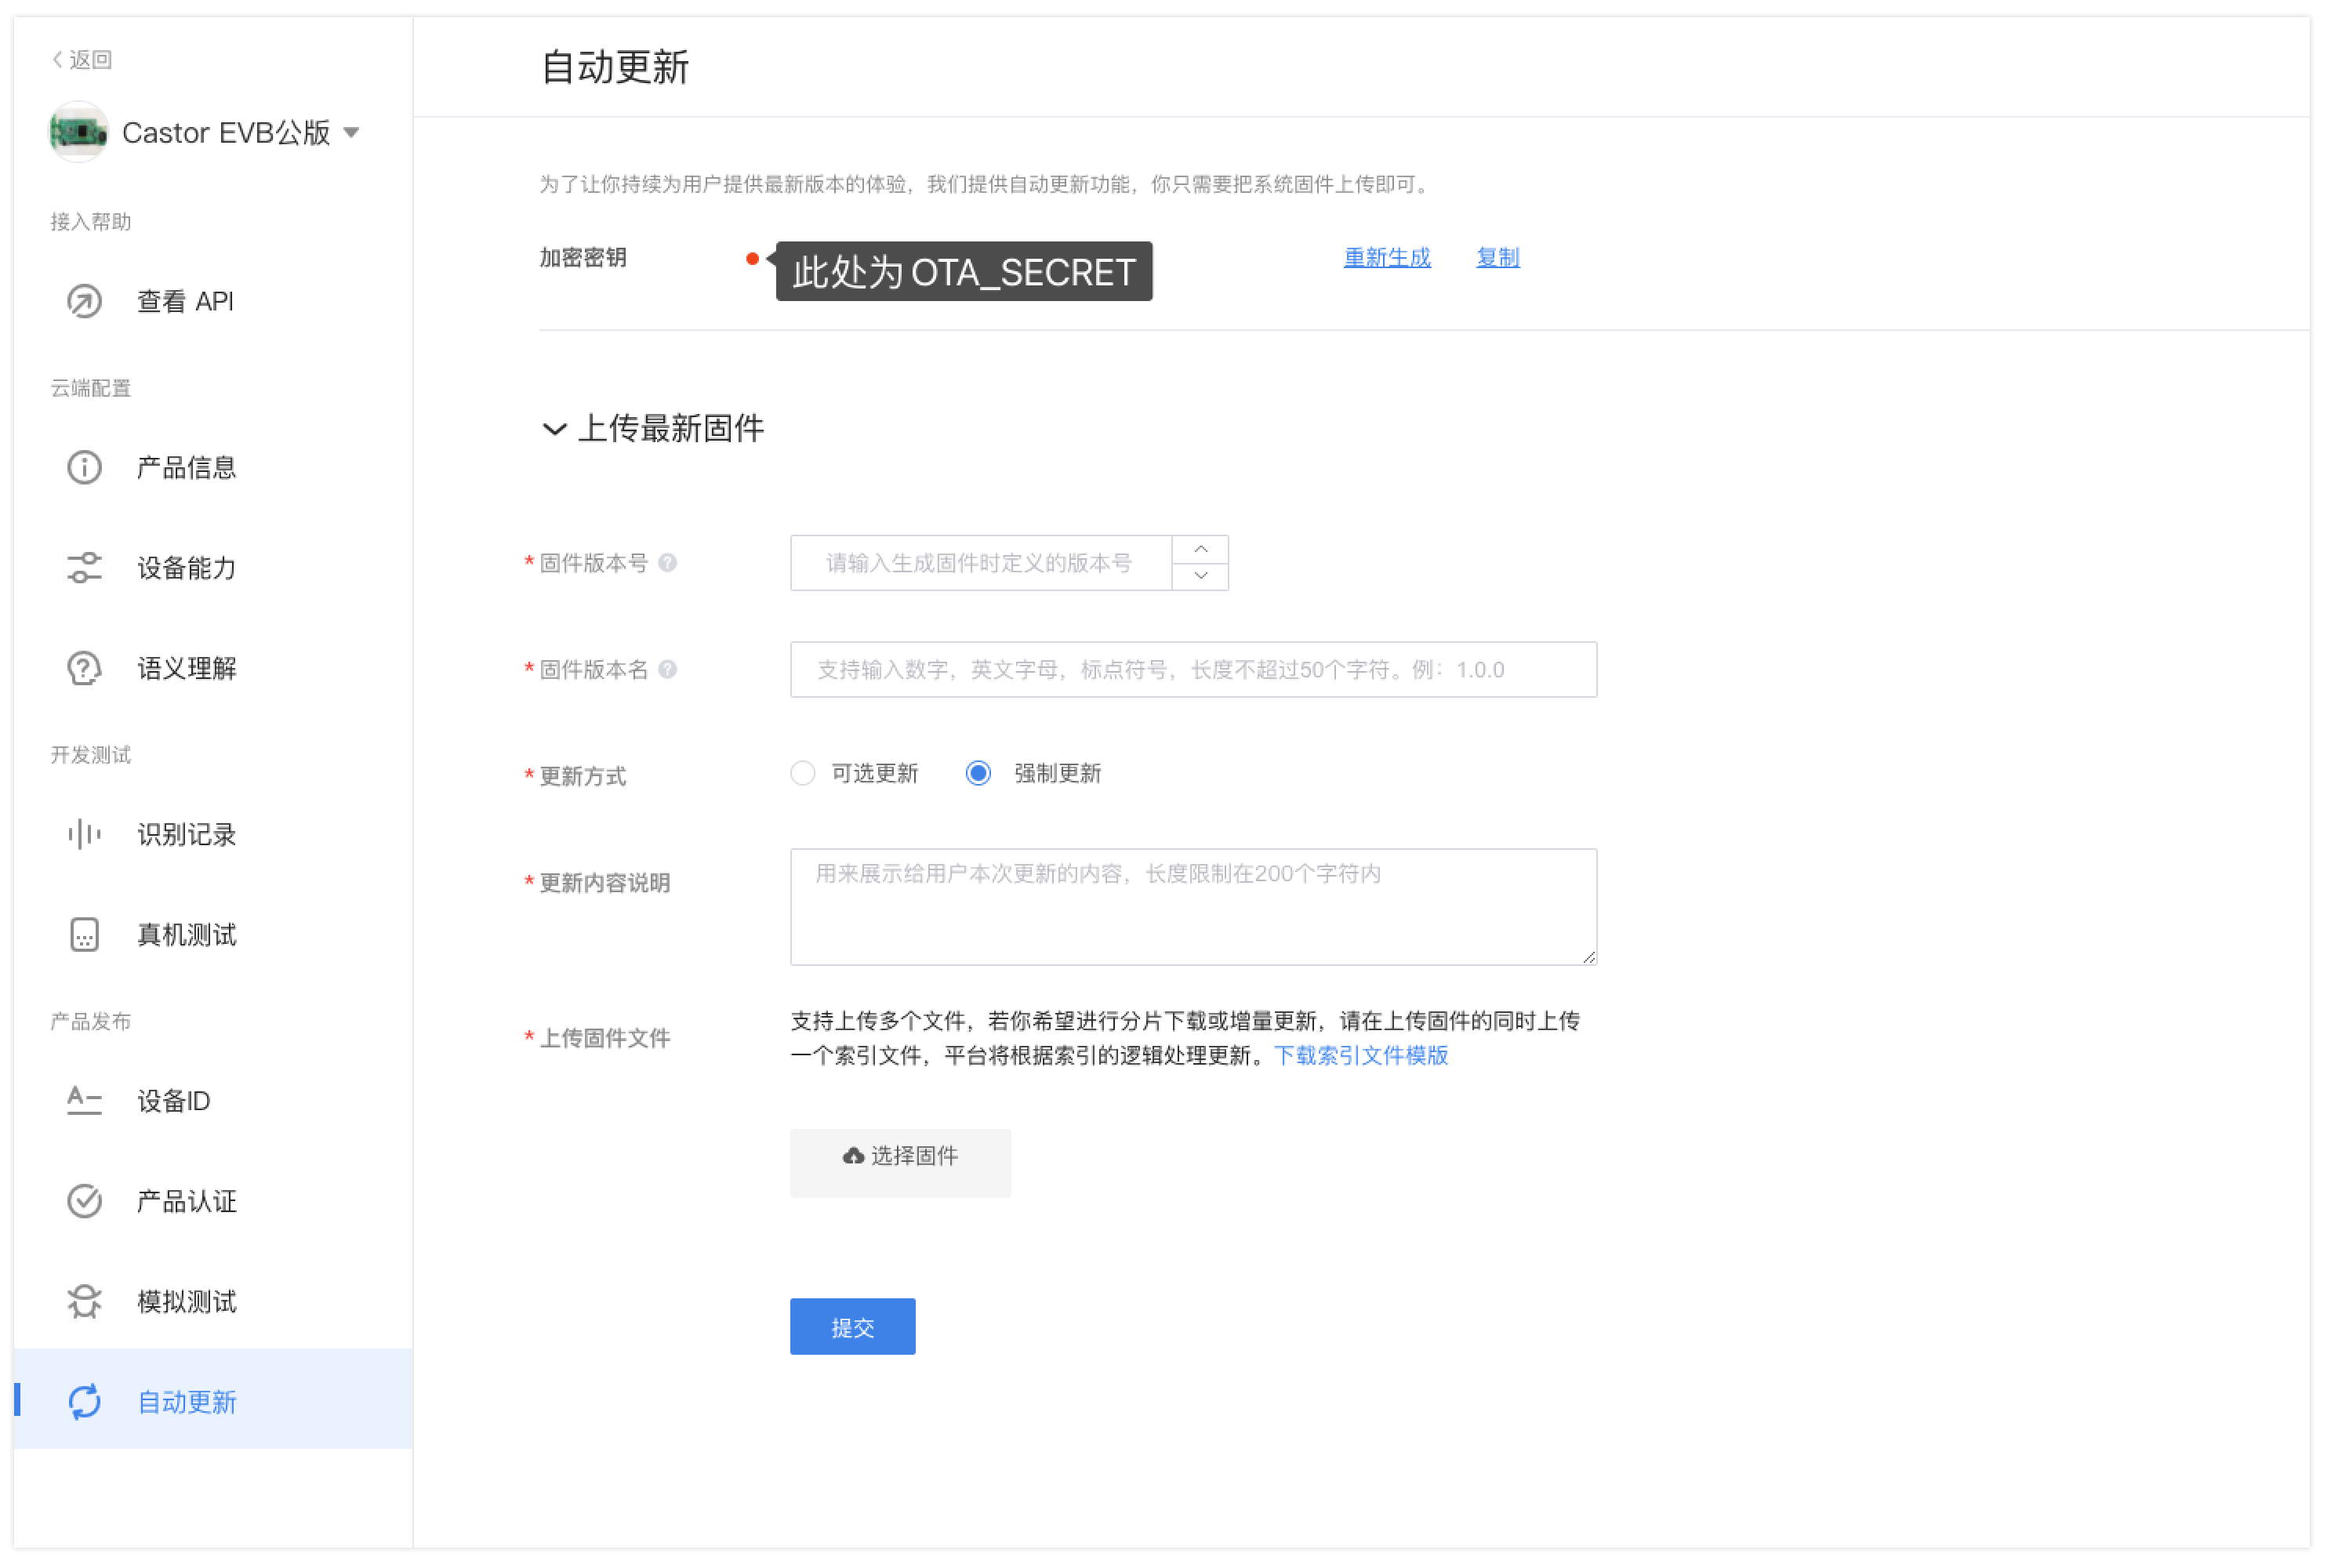 返回
Castor EVB公版
接入帮助
查看 API
云端配置
产品信息
设备能力
语义理解
开发测试
识别记录
真机测试
产品发布
设备ID
产品认证
模拟测试
自动更新
自动更新
为了让你持续为用户提供最新版本的体验，我们提供自动更新功能，你只需要把系统固件上传即可。
加密密钥 此处为 OTA_SECRET 重新生成 复制
上传最新固件
* 固件版本号 ? 请输入生成固件时定义的版本号
* 固件版本名 ? 支持输入数字，英文字母，标点符号，长度不超过50个字符。例：1.0.0
* 更新方式 可选更新 强制更新
* 更新内容说明 用来展示给用户本次更新的内容，长度限制在200个字符内
* 上传固件文件 支持上传多个文件，若你希望进行分片下载或增量更新，请在上传固件的同时上传
一个索引文件，平台将根据索引的逻辑处理更新。下载索引文件模版
选择固件
提交